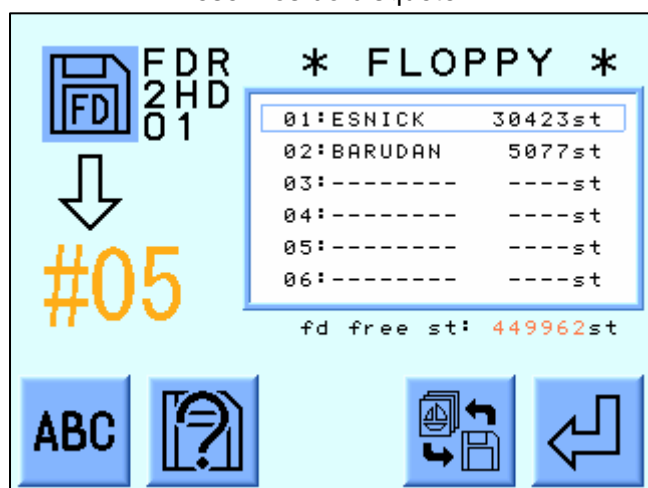 FDR
2HD
01
FD
#05
* FLOPPY *
01:ESNICK 30423st
02:BARUDAN 5077st
03:-------- ----st
04:-------- ----st
05:-------- ----st
06:-------- ----st
fd free st: 449962st
ABC
?